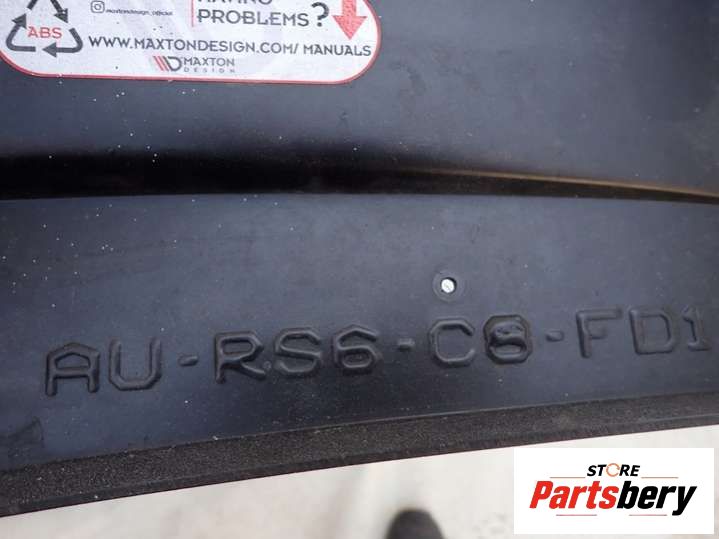 ABS
maxtondesign_official
PROBLEMS?
WWW.MAXTONDESIGN.COM/ MANUALS
MAXTON
DESIGN
AU-RS6-C8-FD1
STORE
Partsbery